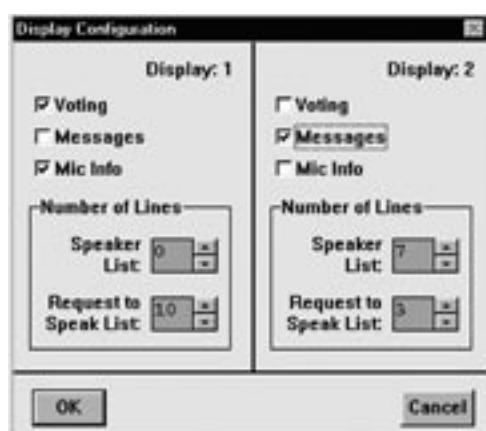 Display Configuration
Display: 1
Voting
Messages
Mic Info
Number of Lines
Speaker
List:
0
Request to
Speak List:
10
Display: 2
Voting
Messages
Mic Info
Number of Lines
Speaker
List:
7
Request to
Speak List:
3
OK
Cancel